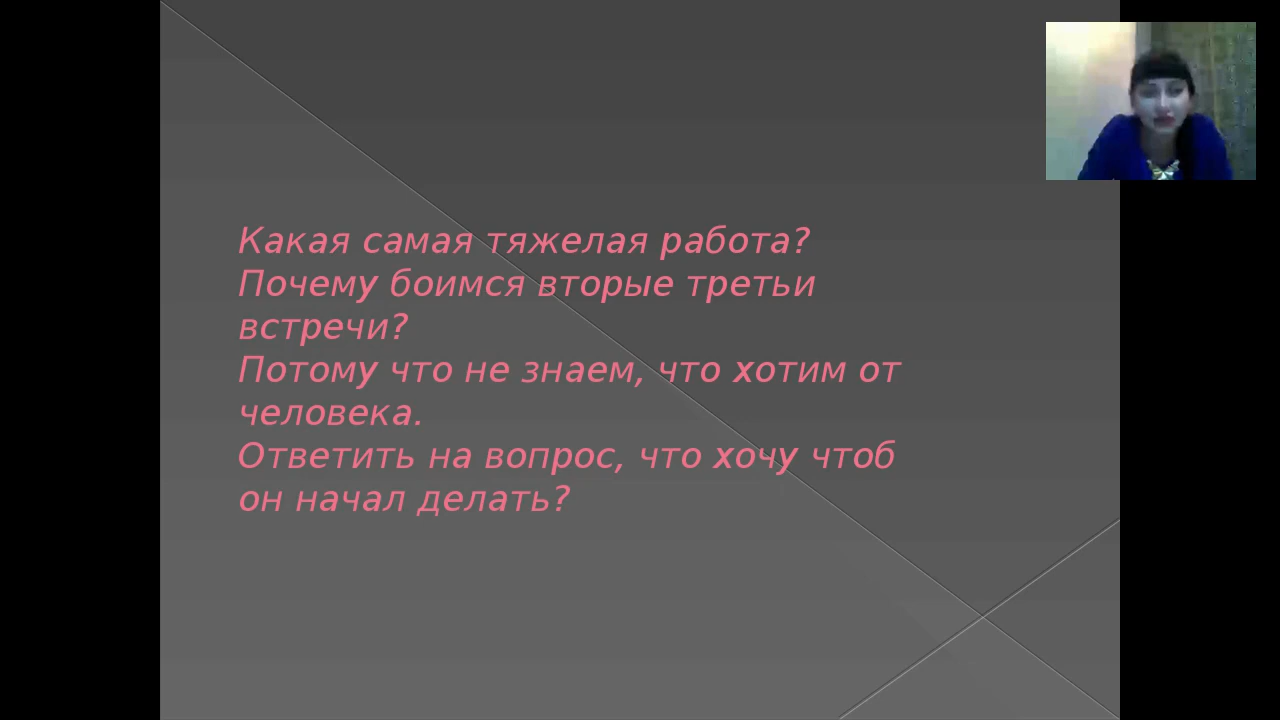 Какая самая тяжелая работа?
Почему боимся вторые третьи
встречи?
Потому что не знаем, что хотим от
человека.
Ответить на вопрос, что хочу чтоб
он начал делать?